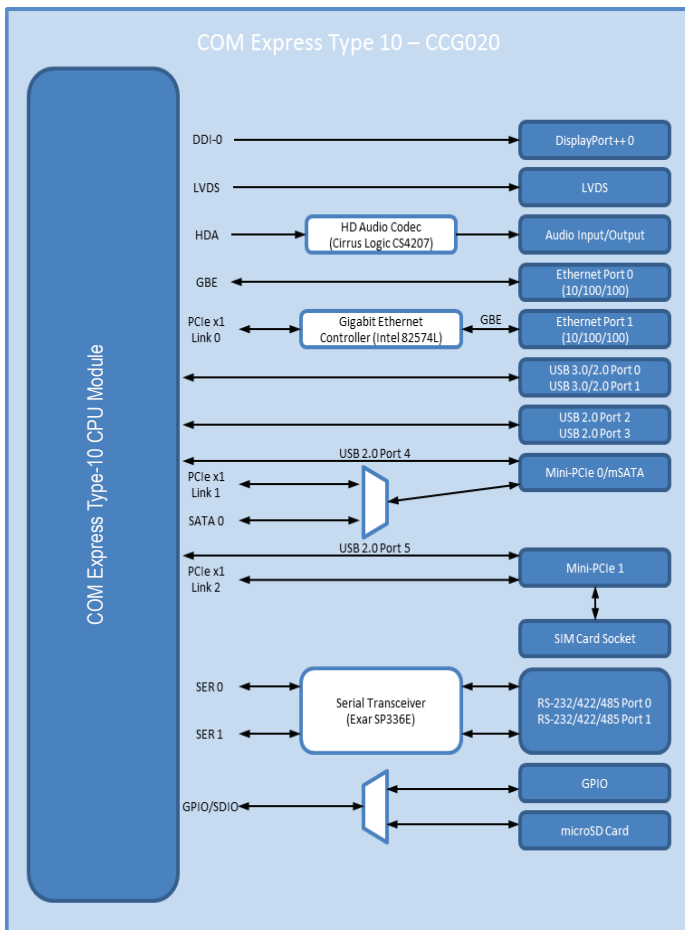 COM Express Type 10 – CCG020
COM Express Type-10 CPU Module
DDI-0
DisplayPort++ 0
LVDS
LVDS
HDA
HD Audio Codec
(Cirrus Logic CS4207)
Audio Input/Output
GBE
Ethernet Port 0
(10/100/100)
PCIe x1
Link 0
Gigabit Ethernet
Controller (Intel 82574L)
GBE
Ethernet Port 1
(10/100/100)
USB 3.0/2.0 Port 0
USB 3.0/2.0 Port 1
USB 2.0 Port 2
USB 2.0 Port 3
USB 2.0 Port 4
PCIe x1
Link 1
Mini-PCIe 0/mSATA
SATA 0
USB 2.0 Port 5
PCIe x1
Link 2
Mini-PCIe 1
SIM Card Socket
SER 0
Serial Transceiver
(Exar SP336E)
RS-232/422/485 Port 0
RS-232/422/485 Port 1
SER 1
GPIO/SDIO
GPIO
microSD Card